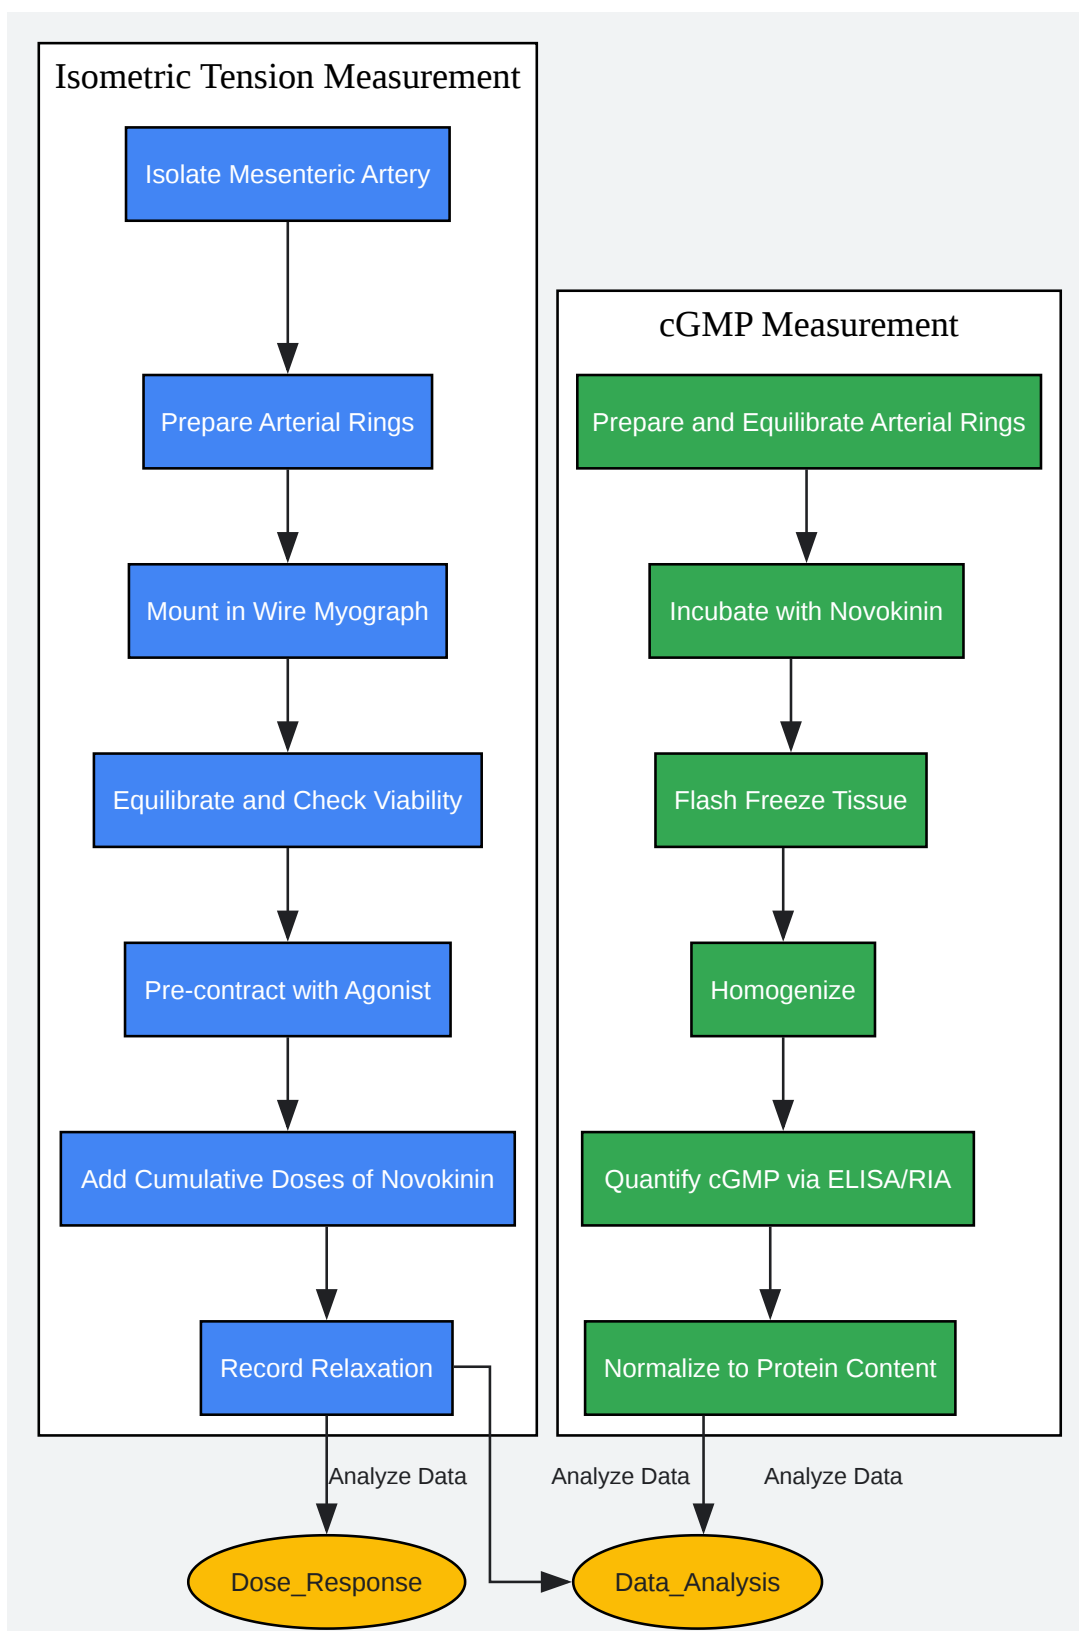 Isometric Tension Measurement
Isolate Mesenteric Artery
Prepare Arterial Rings
Mount in Wire Myograph
Equilibrate and Check Viability
Pre-contract with Agonist
Add Cumulative Doses of Novokinin
Record Relaxation
cGMP Measurement
Prepare and Equilibrate Arterial Rings
Incubate with Novokinin
Flash Freeze Tissue
Homogenize
Quantify cGMP via ELISA/RIA
Normalize to Protein Content
Analyze Data
Analyze Data
Analyze Data
Dose_Response
Data_Analysis